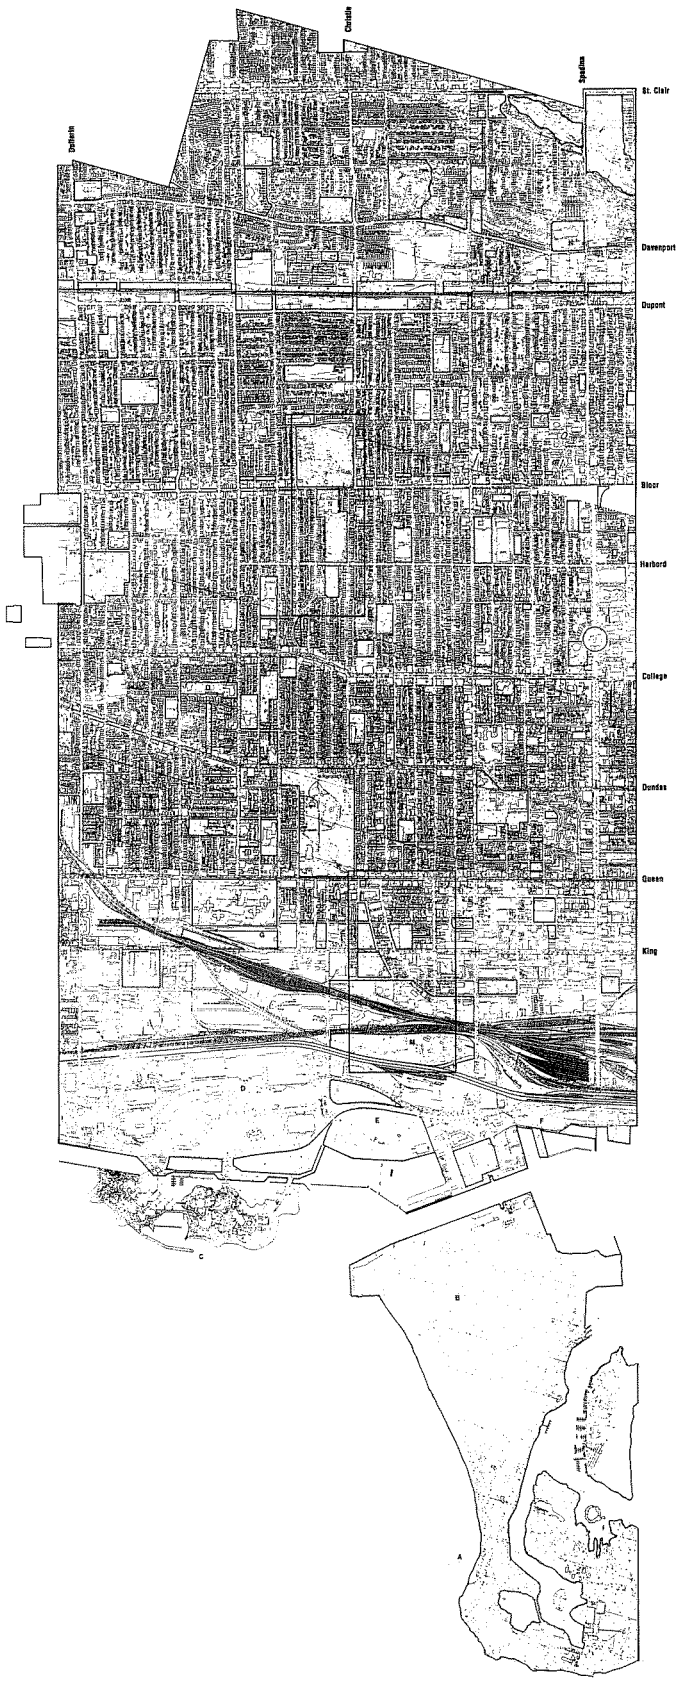 Christie
Spadina
St. Clair
Dufferin
Davenport
Dupont
Bloor
Harbord
College
Dundas
Queen
G
King
H
D
E
F
C
B
A